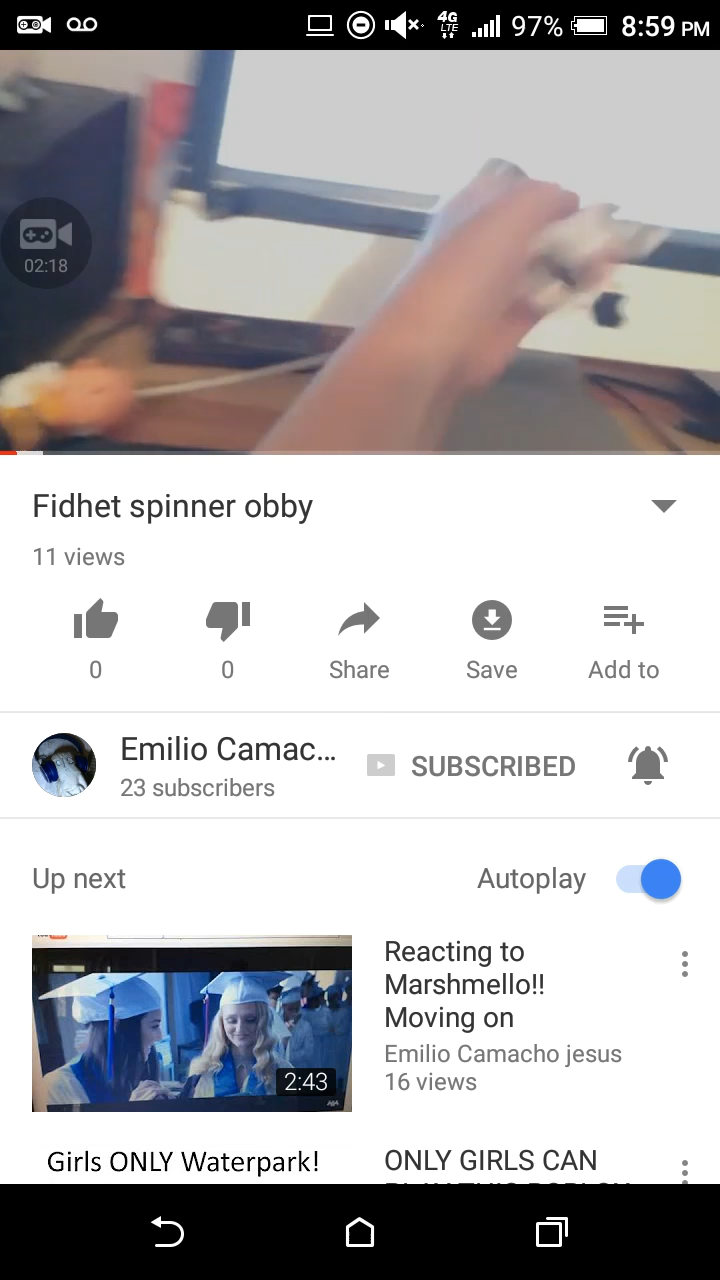 4G LTE 97% 8:59 PM
02:18
Fidhet spinner obby
11 views
0 0 Share Save Add to
Emilio Camac...
SUBSCRIBED
23 subscribers
Up next Autoplay
Reacting to
Marshmello!!
Moving on
Emilio Camacho jesus
16 views
2:43
Girls ONLY Waterpark!
ONLY GIRLS CAN